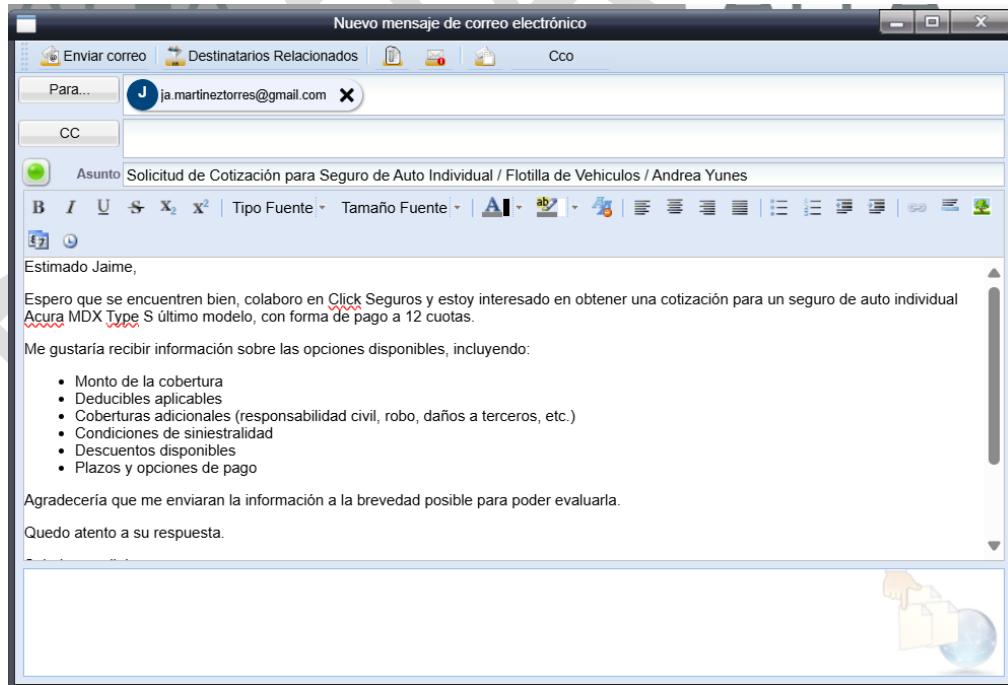 Nuevo mensaje de correo electrónico
Enviar correo Destinatarios Relacionados Cco
Para... J ja.martineztorres@gmail.com
CC
Asunto Solicitud de Cotización para Seguro de Auto Individual / Flotilla de Vehiculos / Andrea Yunes
B I U S X₂ X² Tipo Fuente Tamaño Fuente A ab
Estimado Jaime,
Espero que se encuentren bien, colaboro en Click Seguros y estoy interesado en obtener una cotización para un seguro de auto individual
Acura MDX Type S último modelo, con forma de pago a 12 cuotas.
Me gustaría recibir información sobre las opciones disponibles, incluyendo:
• Monto de la cobertura
• Deducibles aplicables
• Coberturas adicionales (responsabilidad civil, robo, daños a terceros, etc.)
• Condiciones de siniestralidad
• Descuentos disponibles
• Plazos y opciones de pago
Agradecería que me enviaran la información a la brevedad posible para poder evaluarla.
Quedo atento a su respuesta.